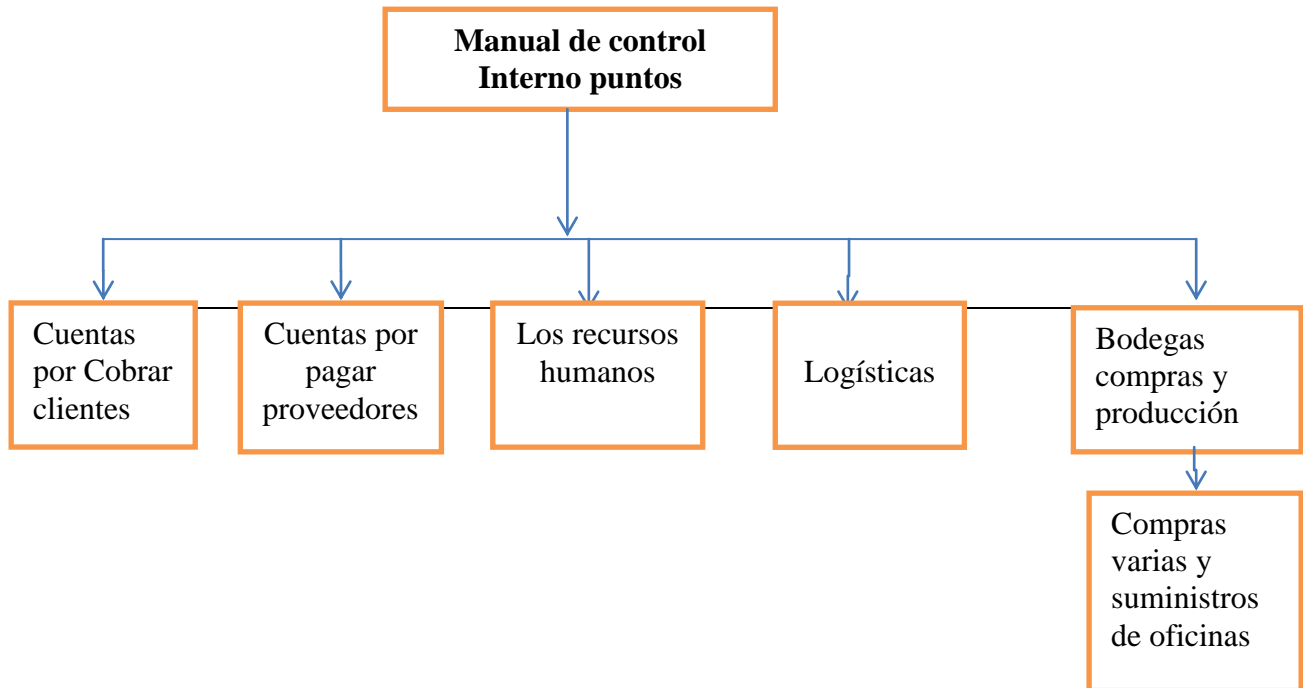 Manual de control
Interno puntos
Cuentas
por Cobrar
clientes
Cuentas por
pagar
proveedores
Los recursos
humanos
Logísticas
Bodegas
compras y
producción
Compras
varias y
suministros
de oficinas